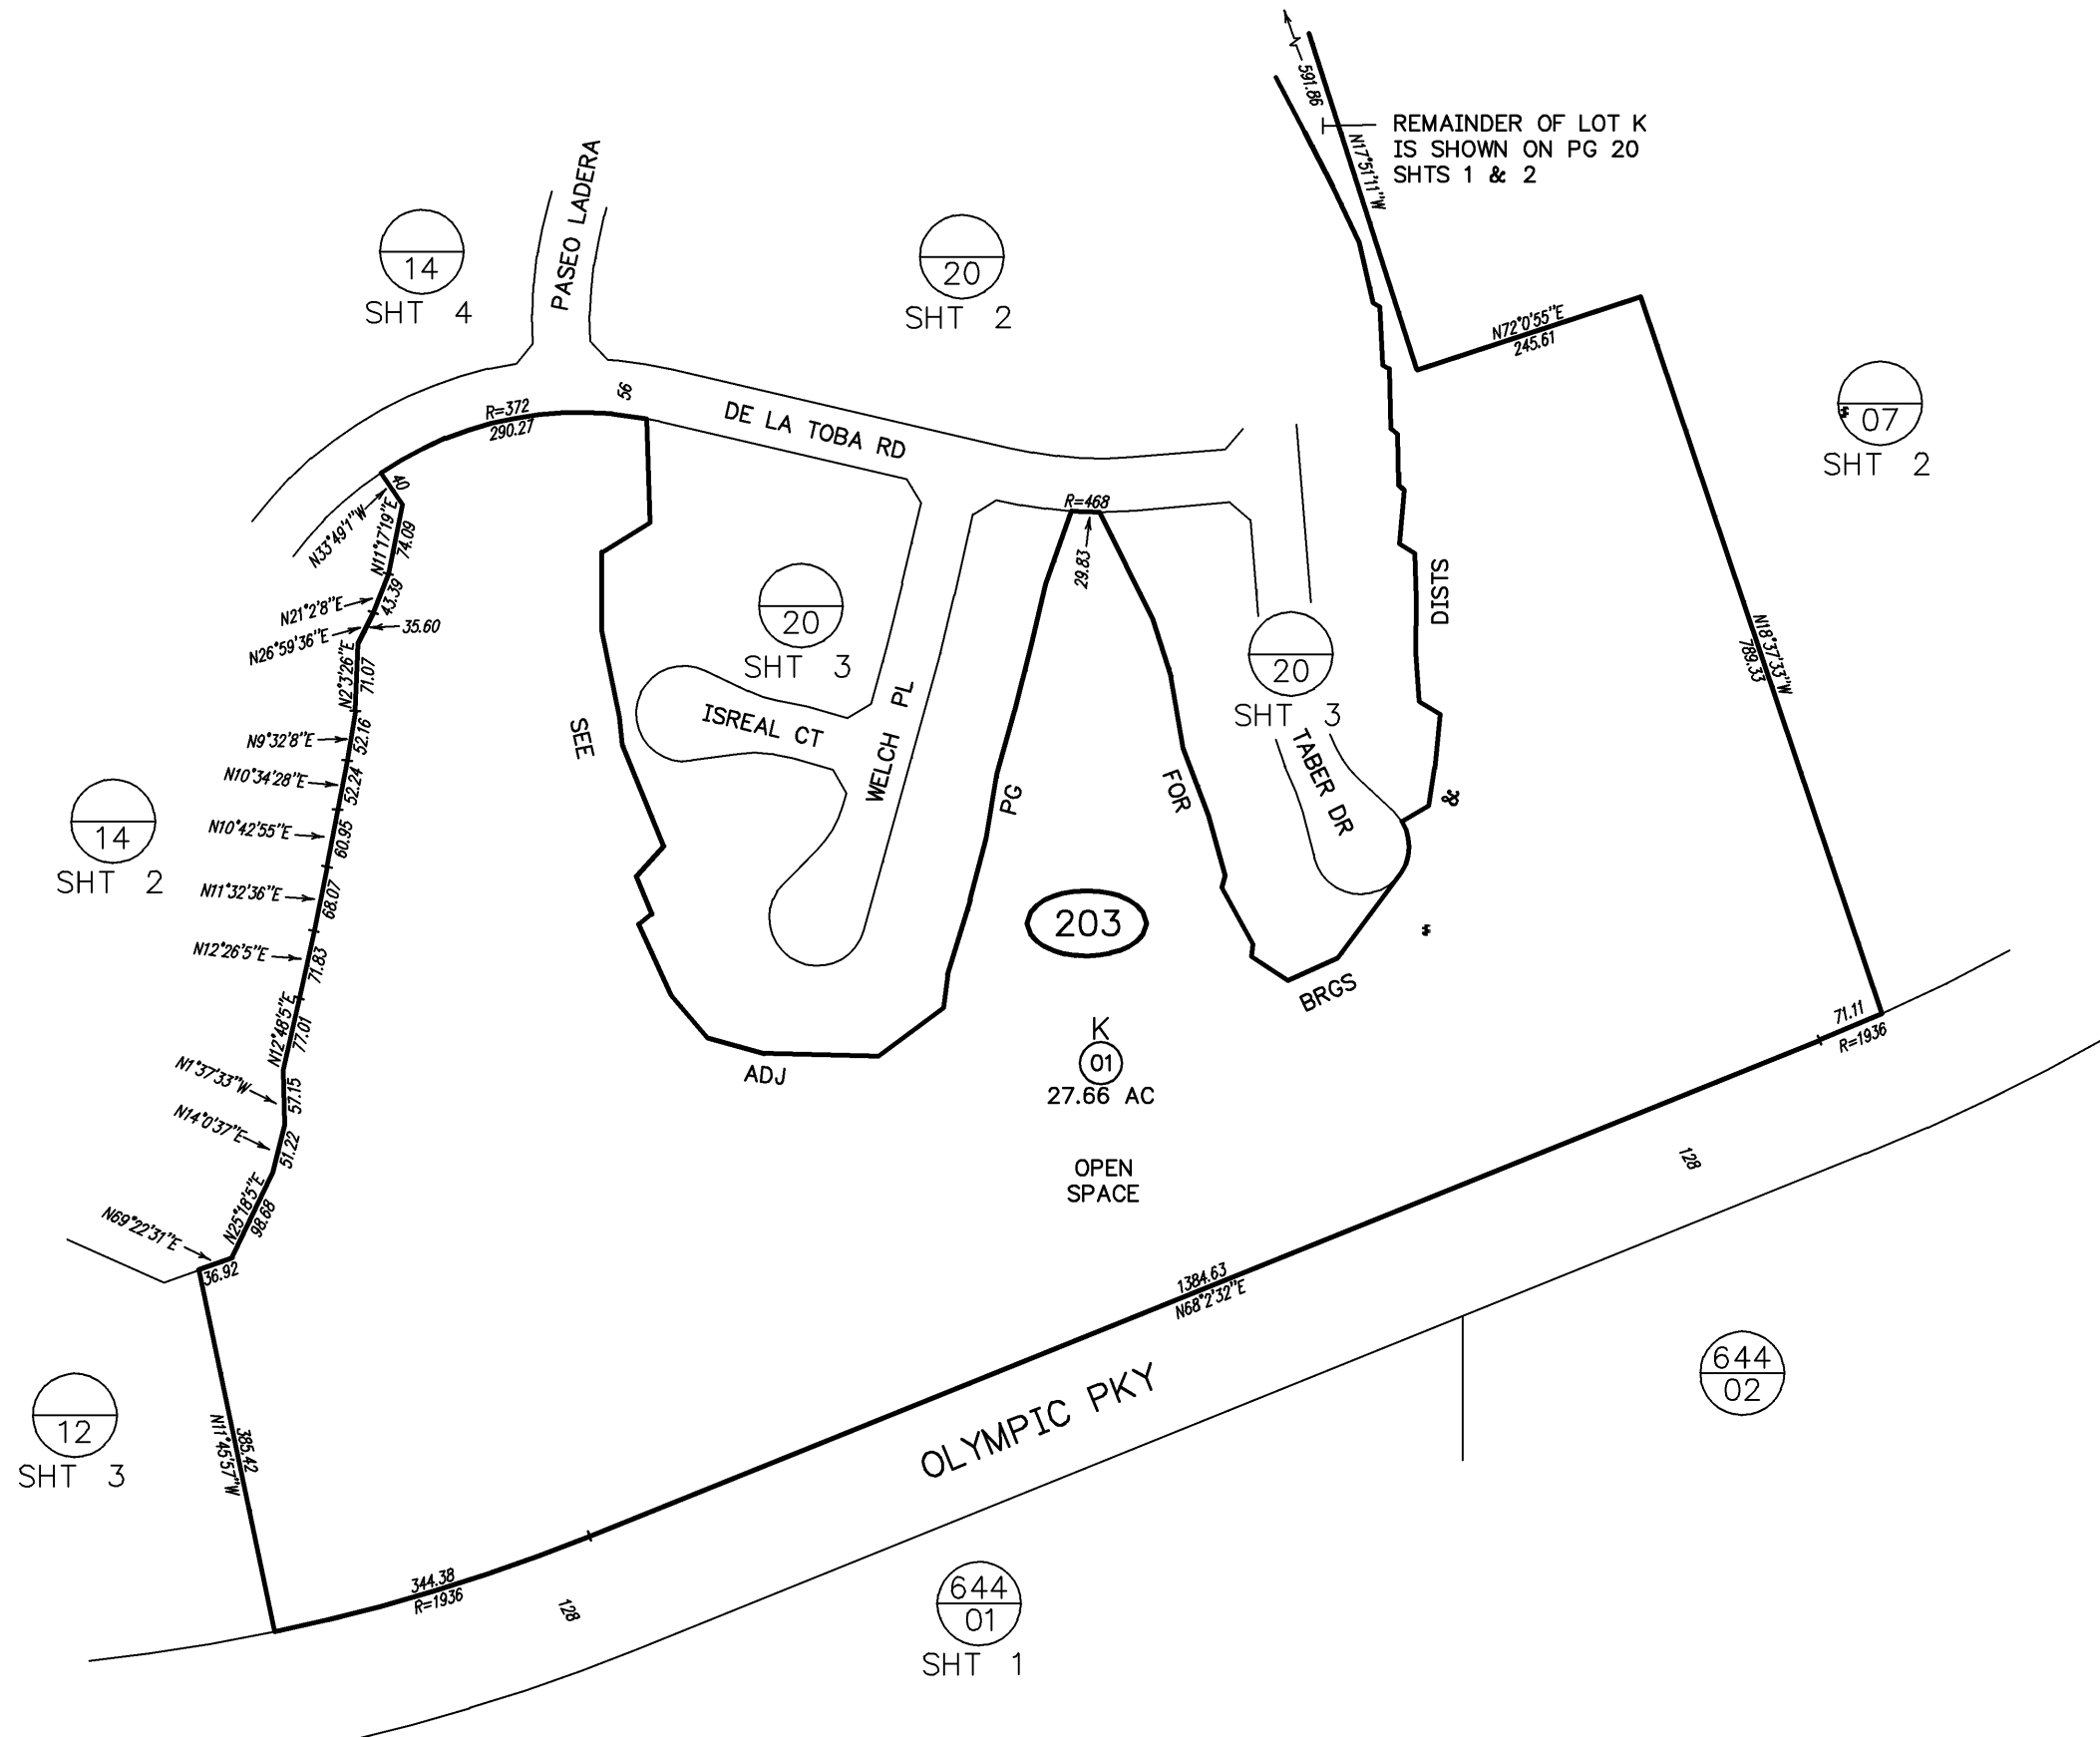 591.86
REMAINDER OF LOT K
IS SHOWN ON PG 20
SHTS 1 & 2
N17°51'11"W
PASEO LADERA
14
SHT 4
20
SHT 2
N72°0'55"E
245.61
07
SHT 2
R=372
290.27
56
DE LA TOBA RD
40
N33°49'1"W
N11°17'19"E
74.09
R=468
29.83
N21°2'8"E
43.39
N26°59'36"E
35.60
N2°3'26"E
71.07
20
SHT 3
20
SHT 3
DISTS
N18°37'33"W
789.33
N9°32'8"E
52.16
SEE
ISREAL CT
WELCH PL
PG
FOR
TABER DR
&
N10°34'28"E
52.24
14
SHT 2
N10°42'55"E
60.95
N11°32'36"E
68.07
203
N12°26'5"E
71.83
BRGS
N12°48'5"E
77.01
K
01
27.66 AC
ADJ
71.11
R=1936
N1°37'33"W
57.15
N14°0'37"E
51.22
OPEN
SPACE
128
N25°18'5"E
98.68
N69°22'31"E
36.92
1384.63
N68°2'32"E
OLYMPIC PKY
644
02
12
SHT 3
385.42
N11°45'57"W
344.38
R=1936
128
644
01
SHT 1